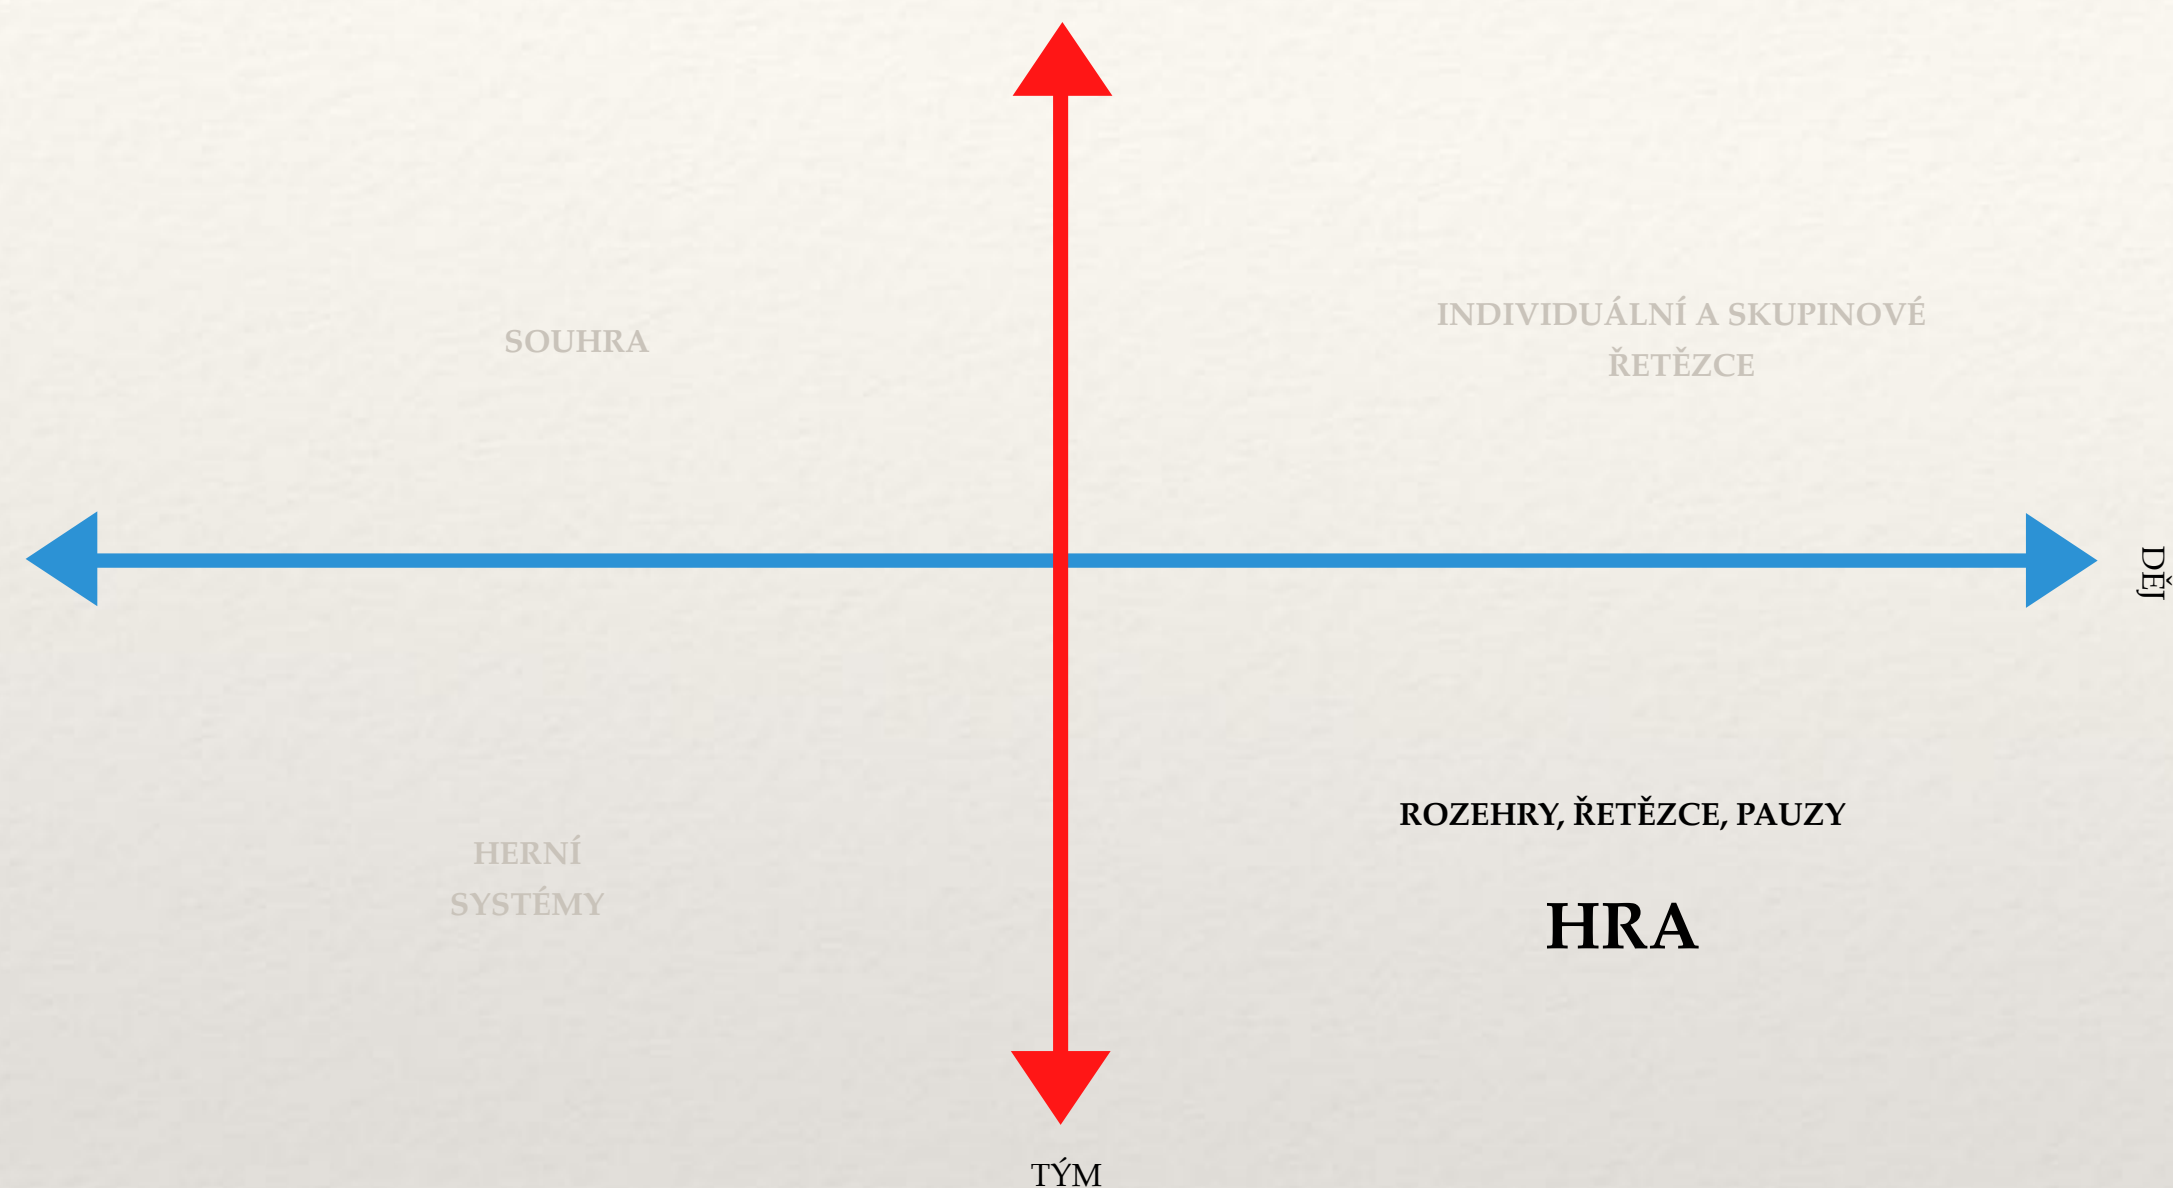 SOUHRA
INDIVIDUÁLNÍ A SKUPINOVÉ
ŘETĚZCE
DĚJ
HERNÍ
SYSTÉMY
ROZEHRY, ŘETĚZCE, PAUZY
HRA
TÝM